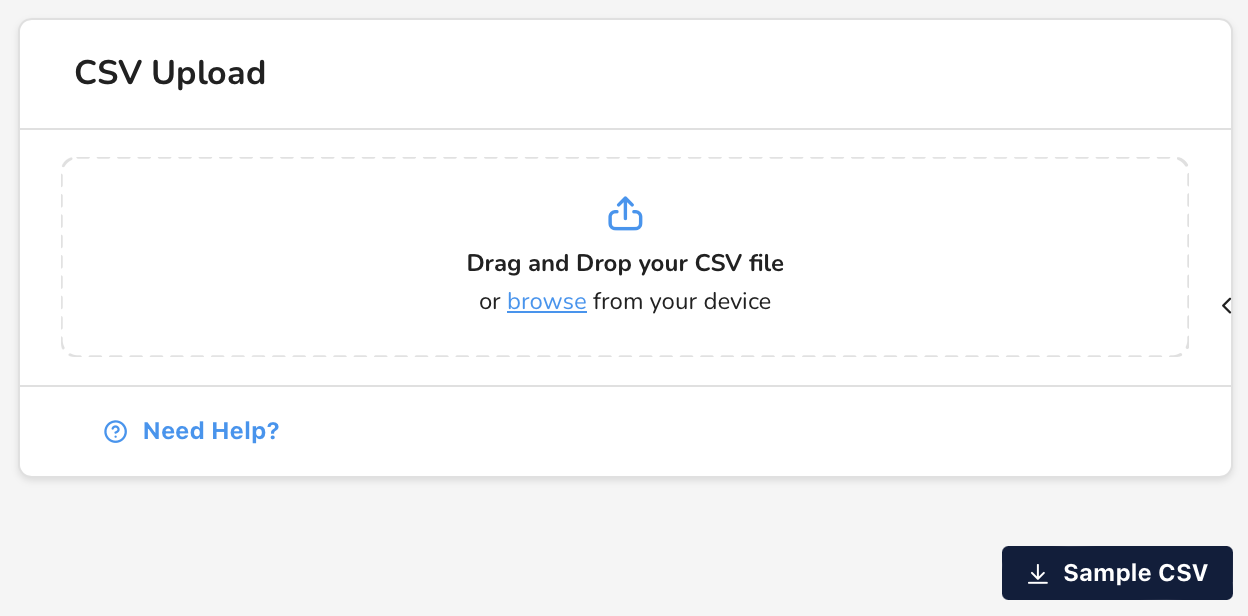 CSV Upload
Drag and Drop your CSV file
or browse from your device
Need Help?
Sample CSV